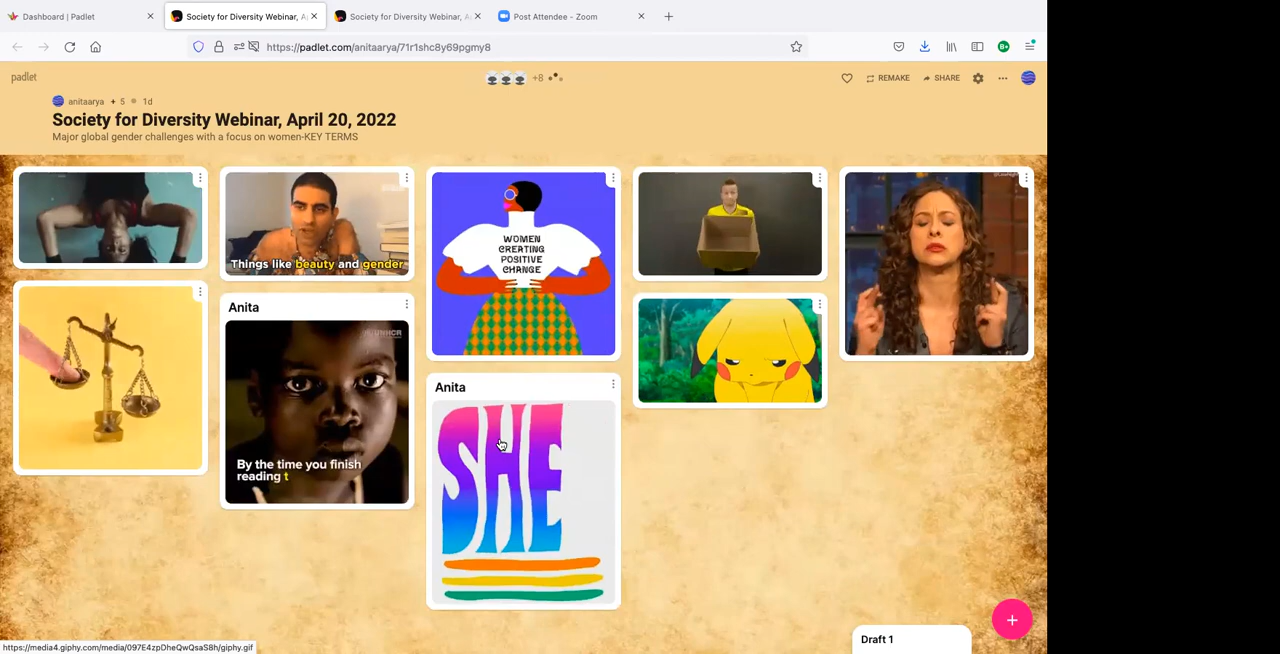 Dashboard | Padlet
Society for Diversity Webinar, A
Society for Diversity Webinar, A
Post Attendee - Zoom
https://padlet.com/anitaarya/71r1shc8y69pgmy8
B+
padlet
+8
REMAKE
SHARE
anitaarya + 5 1d
Society for Diversity Webinar, April 20, 2022
Major global gender challenges with a focus on women-KEY TERMS
Things like beauty and gender
WOMEN
CREATING
POSITIVE
CHANGE
Anita
UNHCR
By the time you finish
reading t
Anita
SHE
Draft 1
https://media4.giphy.com/media/097E4zpDheQwQsaS8h/giphy.gif